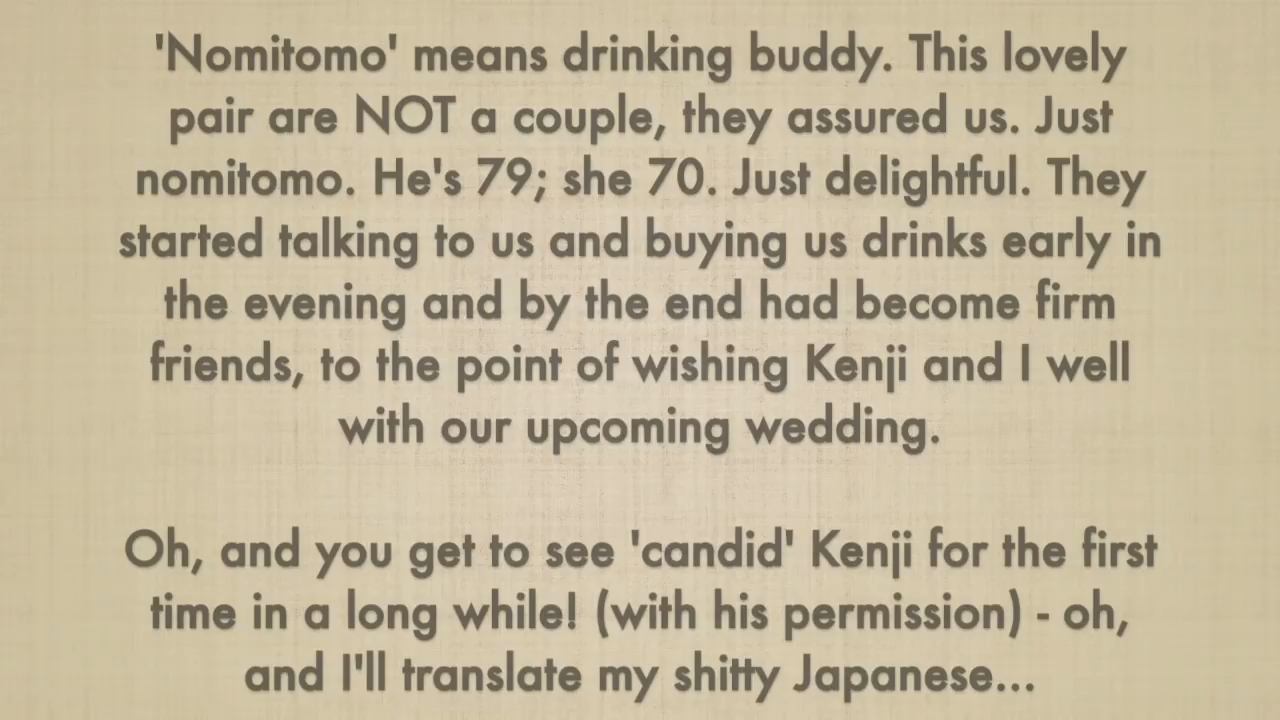 'Nomitomo' means drinking buddy. This lovely
pair are NOT a couple, they assured us. Just
nomitomo. He's 79; she 70. Just delightful. They
started talking to us and buying us drinks early in
the evening and by the end had become firm
friends, to the point of wishing Kenji and I well
with our upcoming wedding.
Oh, and you get to see 'candid' Kenji for the first
time in a long while! (with his permission) - oh,
and I'll translate my shitty Japanese...